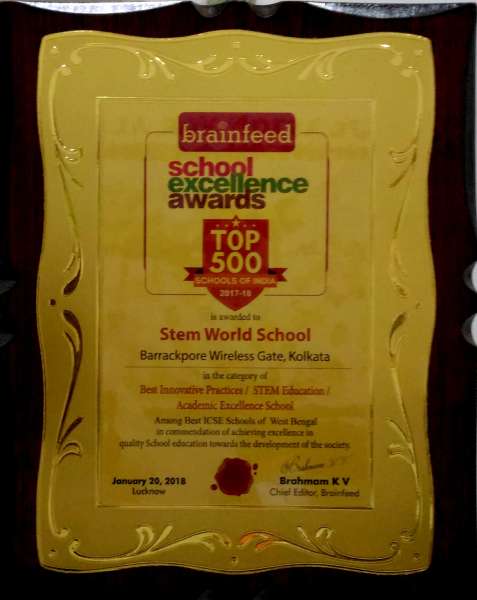 brainfeed
school
excellence
awards
TOP
500
SCHOOLS OF INDIA
2017-18
is awarded to
Stem World School
Barrackpore Wireless Gate, Kolkata
in the category of
Best Innovative Practices / STEM Education /
Academic Excellence School
Among Best ICSE Schools of West Bengal
in commendation of achieving excellence in
quality School education towards the development of the society.
January 20, 2018
Lucknow
Brahmam K V
Chief Editor, Brainfeed